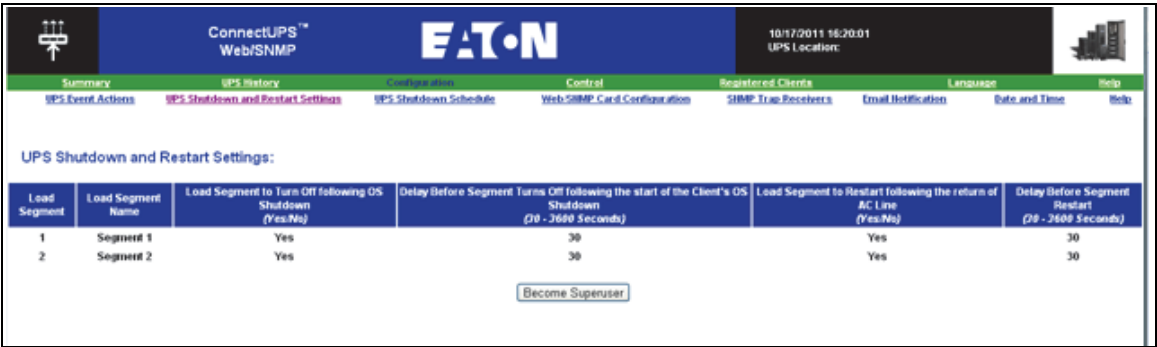 ConnectUPS™
Web/SNMP
EATON
10/17/2011 16:20:01
UPS Location:
Summary UPS History Configuration Control Registered Clients Language Help
UPS Event Actions UPS Shutdown and Restart Settings UPS Shutdown Schedule Web/SNMP Card Configuration SNMP Trap Receivers Email Notification Date and Time Help
UPS Shutdown and Restart Settings:
Load Segment
Load Segment Name
Load Segment to Turn Off following OS Shutdown (Yes/No)
Delay Before Segment Turns Off following the start of the Client's OS Shutdown (30 - 3600 Seconds)
Load Segment to Restart following the return of AC Line (Yes/No)
Delay Before Segment Restart (20 - 3600 Seconds)
1 Segment 1 Yes 30 Yes 30
2 Segment 2 Yes 30 Yes 30
Become Superuser